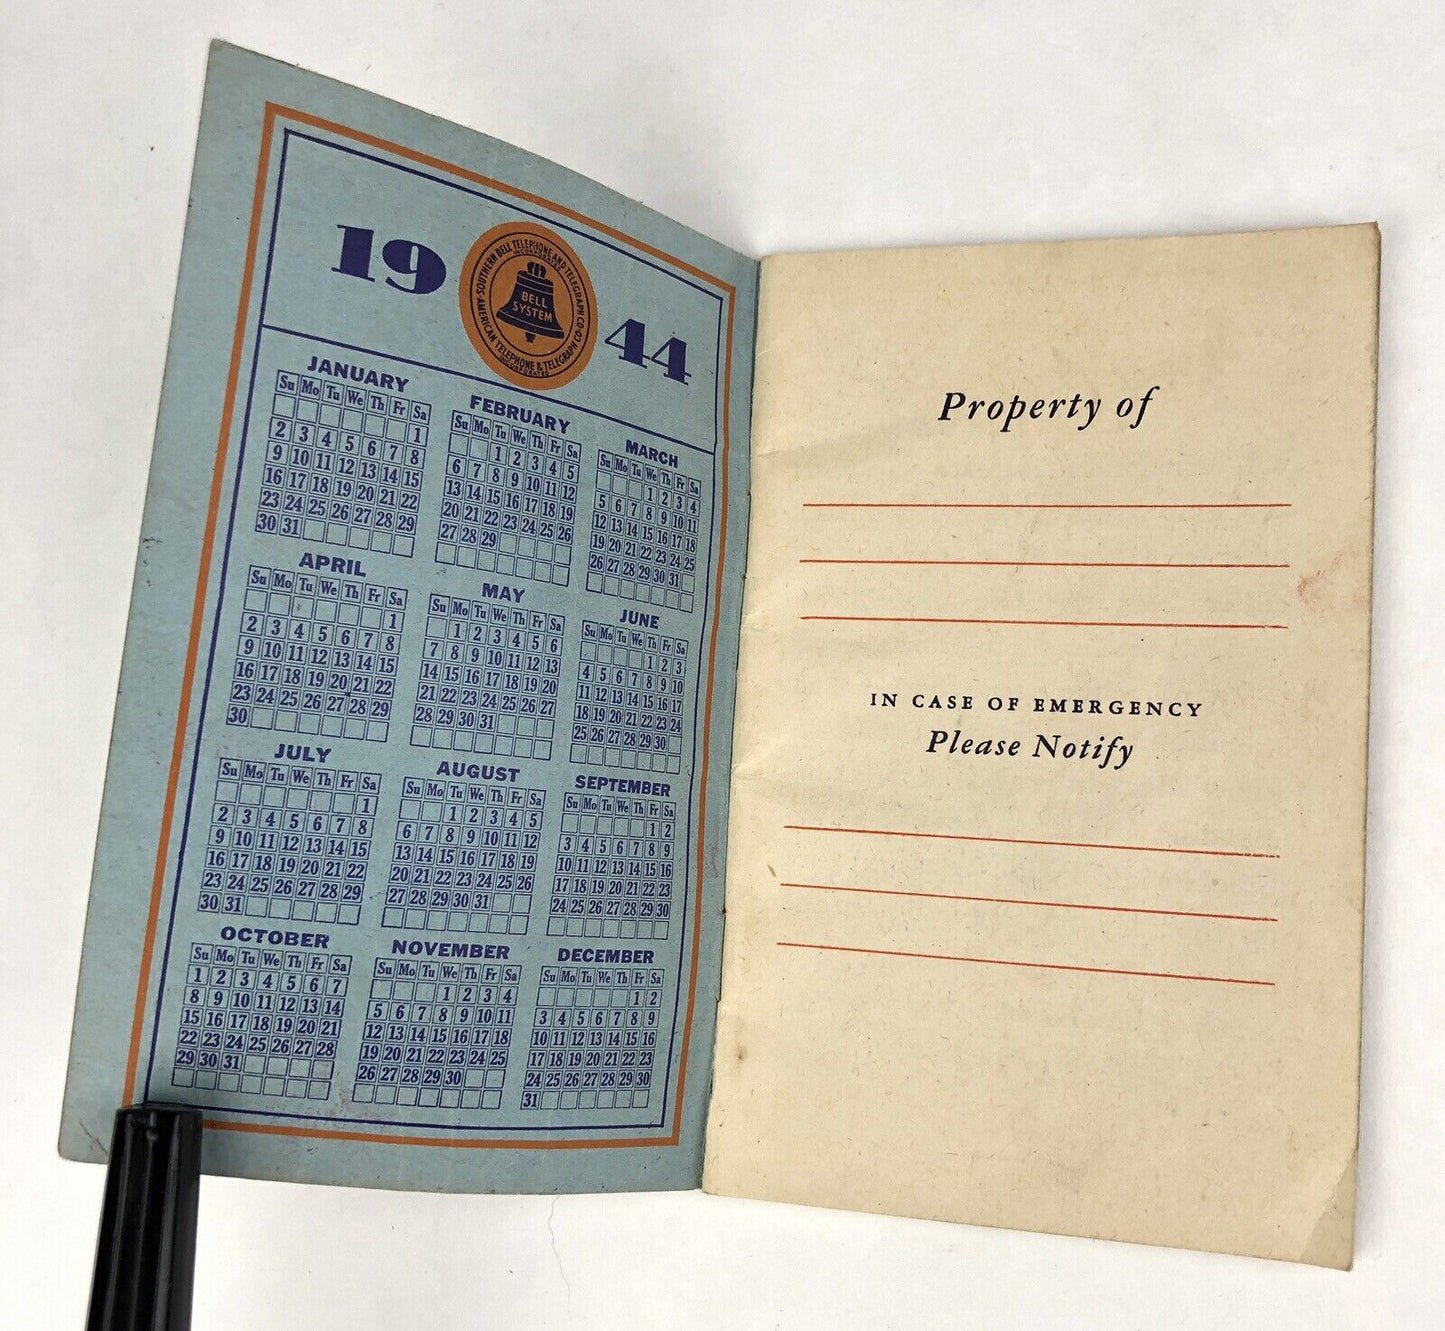 19 44
SOUTHERN BELL TELEPHONE AND TELEGRAPH CO.
INCORPORATED
BELL
SYSTEM
AMERICAN TELEPHONE & TELEGRAPH CO.
INCORPORATED
JANUARY
Su Mo Tu We Th Fr Sa
1
2 3 4 5 6 7 8
9 10 11 12 13 14 15
16 17 18 19 20 21 22
23 24 25 26 27 28 29
30 31
FEBRUARY
Su Mo Tu We Th Fr Sa
1 2 3 4 5
6 7 8 9 10 11 12
13 14 15 16 17 18 19
20 21 22 23 24 25 26
27 28 29
MARCH
Su Mo Tu We Th Fr Sa
1 2 3 4
5 6 7 8 9 10 11
12 13 14 15 16 17 18
19 20 21 22 23 24 25
26 27 28 29 30 31
APRIL
Su Mo Tu We Th Fr Sa
1
2 3 4 5 6 7 8
9 10 11 12 13 14 15
16 17 18 19 20 21 22
23 24 25 26 27 28 29
30
MAY
Su Mo Tu We Th Fr Sa
1 2 3 4 5 6
7 8 9 10 11 12 13
14 15 16 17 18 19 20
21 22 23 24 25 26 27
28 29 30 31
JUNE
Su Mo Tu We Th Fr Sa
1 2 3
4 5 6 7 8 9 10
11 12 13 14 15 16 17
18 19 20 21 22 23 24
25 26 27 28 29 30
JULY
Su Mo Tu We Th Fr Sa
1
2 3 4 5 6 7 8
9 10 11 12 13 14 15
16 17 18 19 20 21 22
23 24 25 26 27 28 29
30 31
AUGUST
Su Mo Tu We Th Fr Sa
1 2 3 4 5
6 7 8 9 10 11 12
13 14 15 16 17 18 19
20 21 22 23 24 25 26
27 28 29 30 31
SEPTEMBER
Su Mo Tu We Th Fr Sa
1 2
3 4 5 6 7 8 9
10 11 12 13 14 15 16
17 18 19 20 21 22 23
24 25 26 27 28 29 30
OCTOBER
Su Mo Tu We Th Fr Sa
1 2 3 4 5 6 7
8 9 10 11 12 13 14
15 16 17 18 19 20 21
22 23 24 25 26 27 28
29 30 31
NOVEMBER
Su Mo Tu We Th Fr Sa
1 2 3 4
5 6 7 8 9 10 11
12 13 14 15 16 17 18
19 20 21 22 23 24 25
26 27 28 29 30
DECEMBER
Su Mo Tu We Th Fr Sa
1 2
3 4 5 6 7 8 9
10 11 12 13 14 15 16
17 18 19 20 21 22 23
24 25 26 27 28 29 30
31
Property of
IN CASE OF EMERGENCY
Please Notify